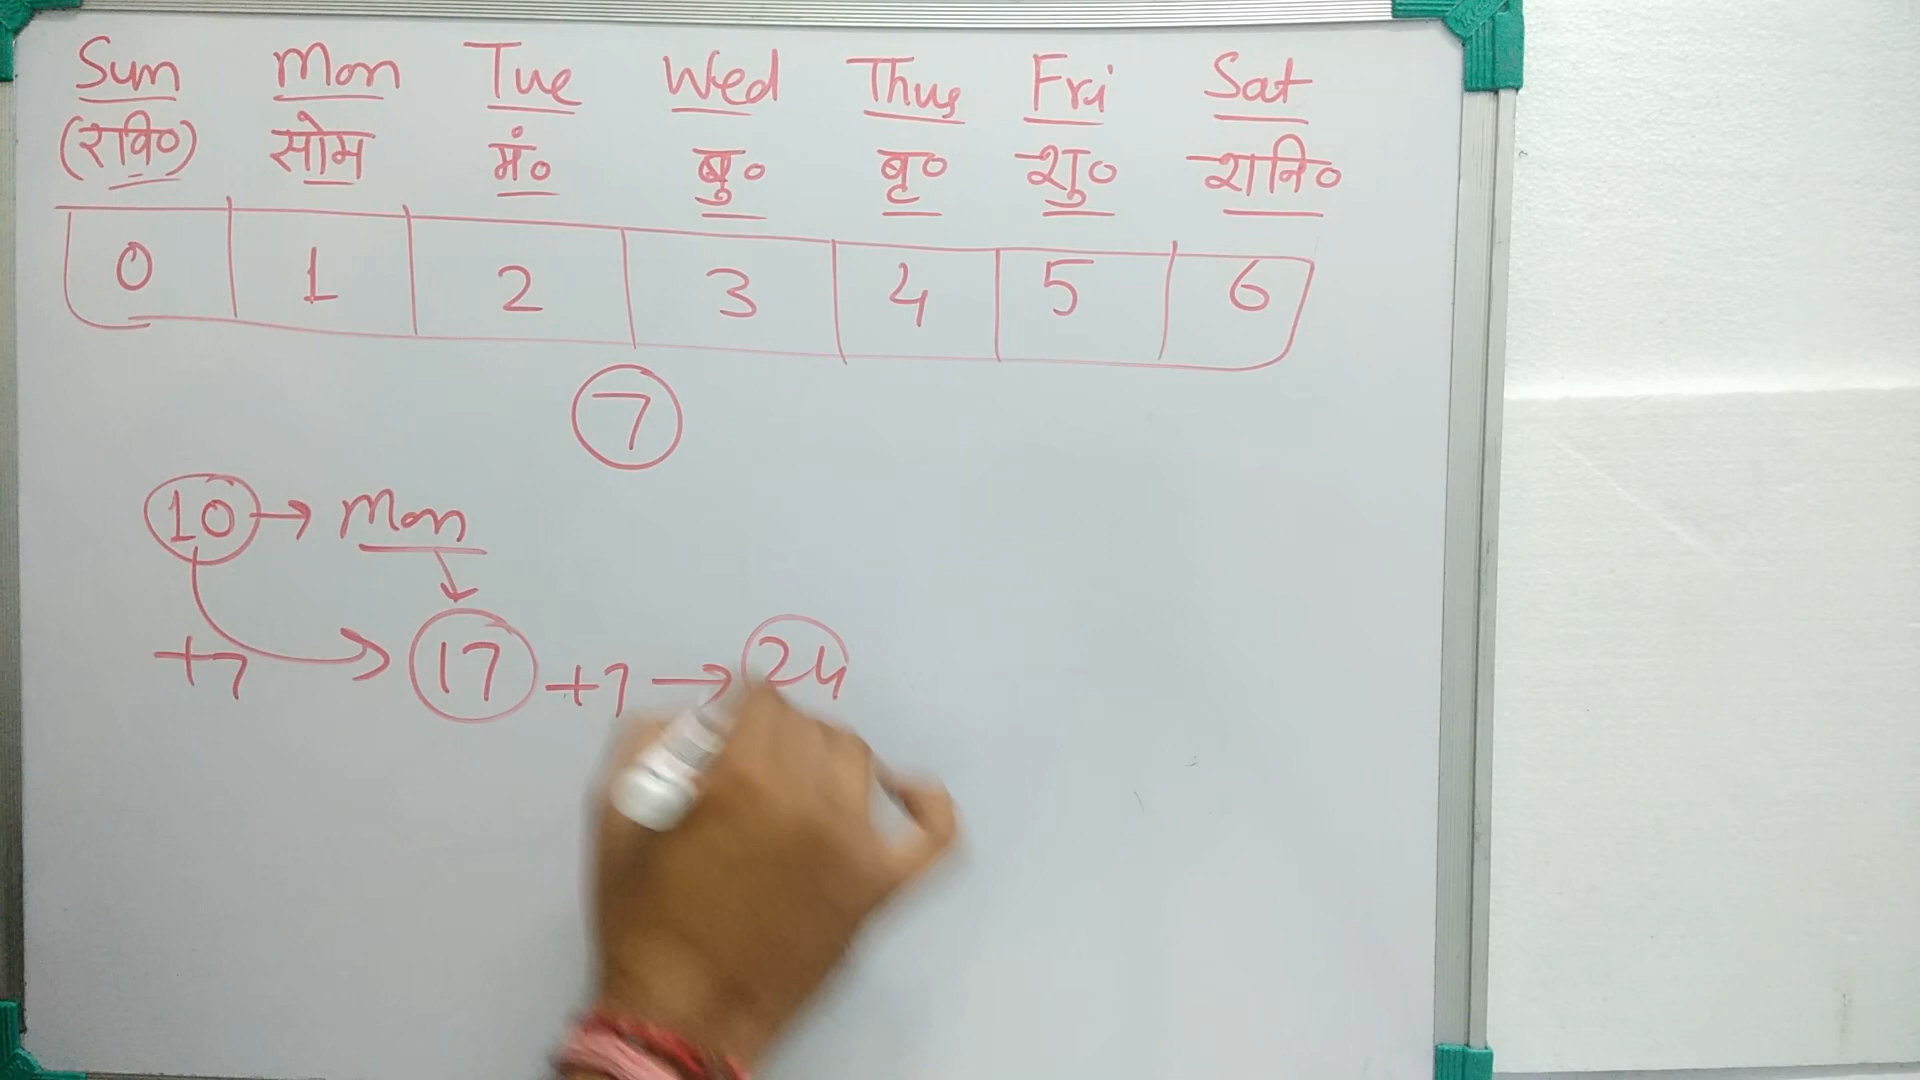 Sun Mon Tue Wed Thus Fri Sat
(रवि०) सोम मं० बु० बृ० शु० शनि०
0 1 2 3 4 5 6
7
10 → Mon
+7 17 +7 → 24